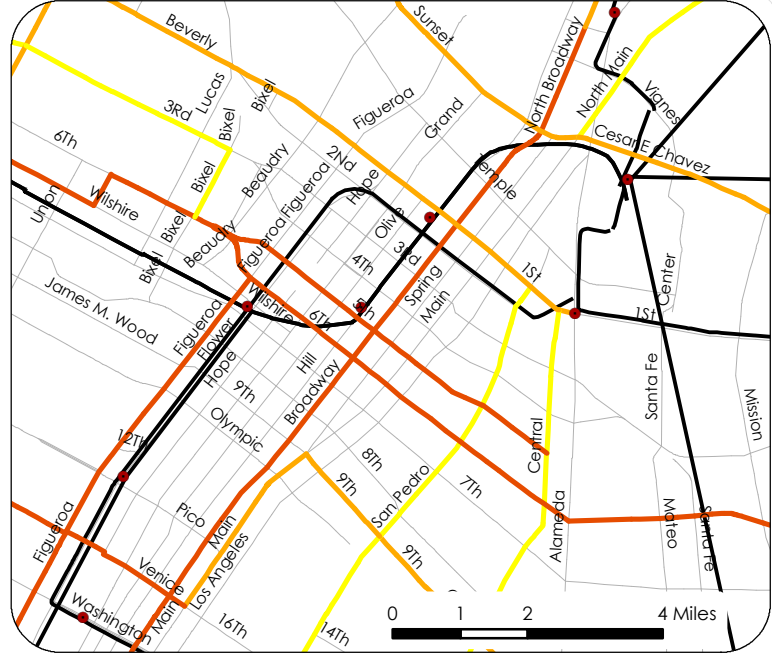 Beverly
Sunset
North Broadway
North Main
Vignes
Lucas
Bixel
3Rd
Bixel
Figueroa
Grand
Cesar E Chavez
6Th
2Nd
Beaudry
Temple
Bixel
Hope
Figueroa
Union
Wilshire
Bixel
Olive
Beaudry
Figueroa
3Rd
Bixel
4Th
1St
Center
Spring
Main
James M. Wood
Wilshire
5th
6Th
1St
Figueroa
Flower
Hope
Hill
Santa Fe
9Th
Broadway
Mission
Olympic
12Th
Central
8Th
9Th
7Th
San Pedro
Pico
Alameda
Mateo
Santa Fe
Figueroa
Main
9Th
Venice
Los Angeles
Washington
Main
16Th
14Th
0 1 2 4 Miles